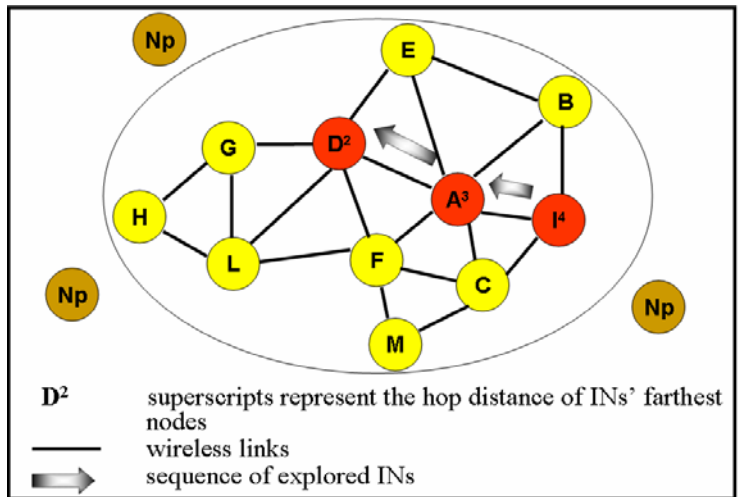 Np
E
B
D²
G
A³
H
I⁴
L
F
C
Np
Np
M
D² superscripts represent the hop distance of INs' farthest
nodes
wireless links
sequence of explored INs